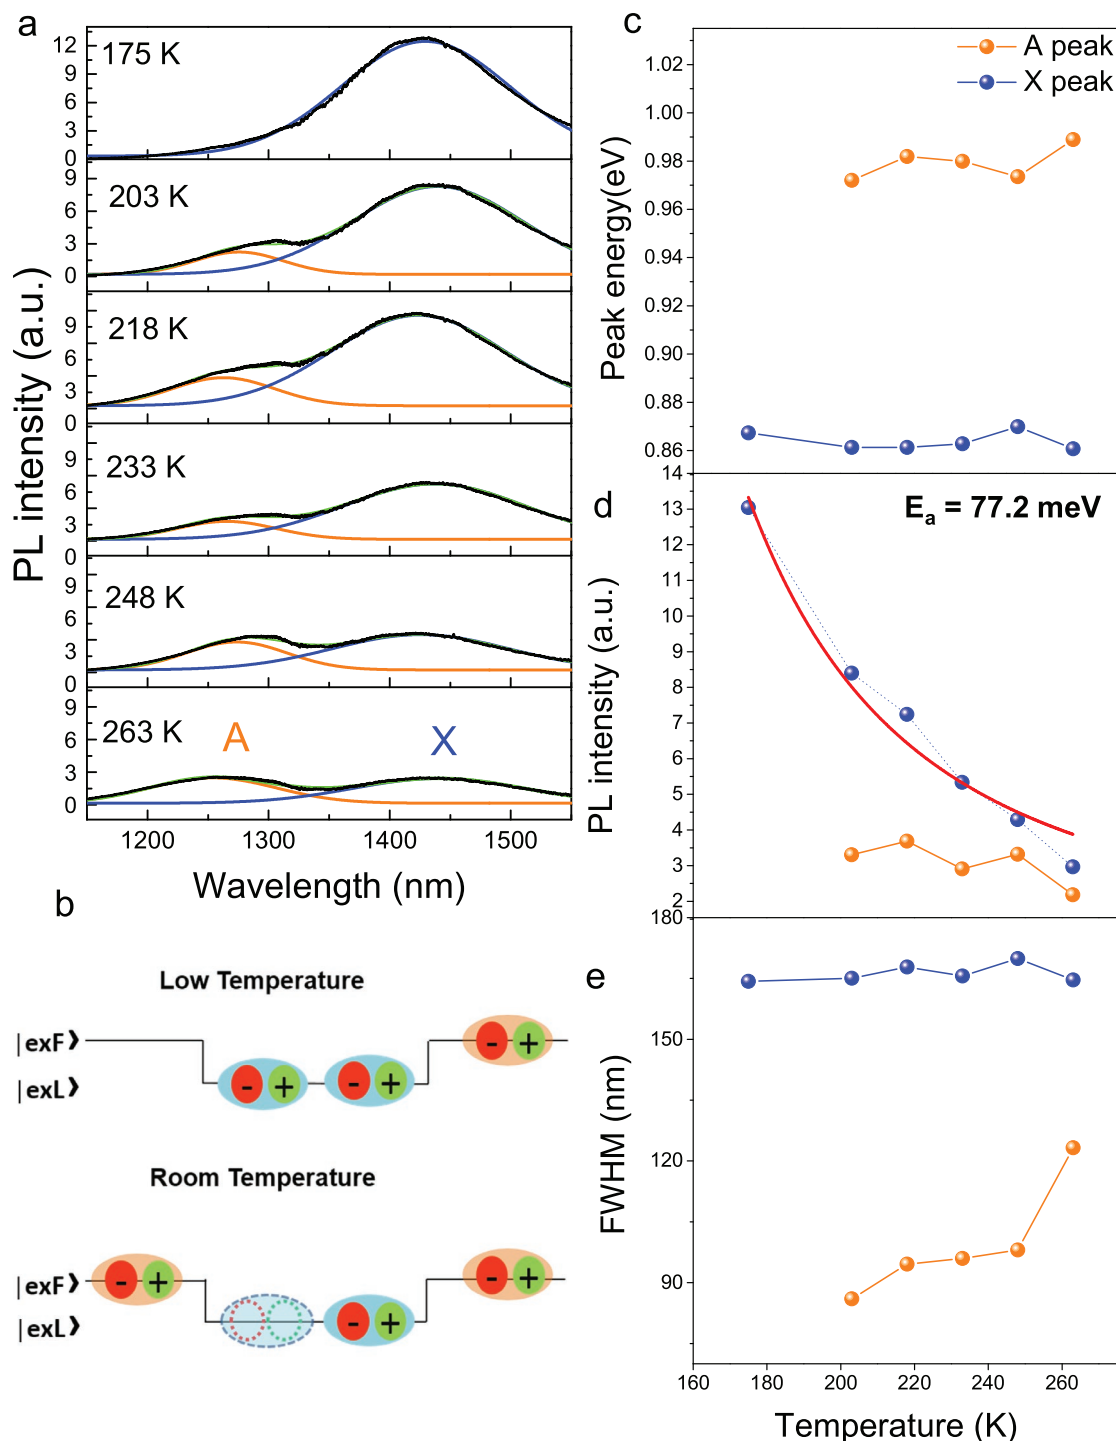 a
PL intensity (a.u.)
175 K
12
9
6
3
0
203 K
9
6
3
0
218 K
9
6
3
0
233 K
9
6
3
0
248 K
9
6
3
0
263 K
A
X
9
6
3
0
1200
1300
1400
1500
Wavelength (nm)
b
Low Temperature
|exF❭
- +
|exL❭
- + - +
Room Temperature
|exF❭
- + - +
|exL❭
- +
c
A peak
X peak
Peak energy(eV)
1.02
1.00
0.98
0.96
0.94
0.92
0.90
0.88
0.86
d
Eₐ = 77.2 meV
PL intensity (a.u.)
14
13
12
11
10
9
8
7
6
5
4
3
2
e
FWHM (nm)
180
150
120
90
160
180
200
220
240
260
Temperature (K)